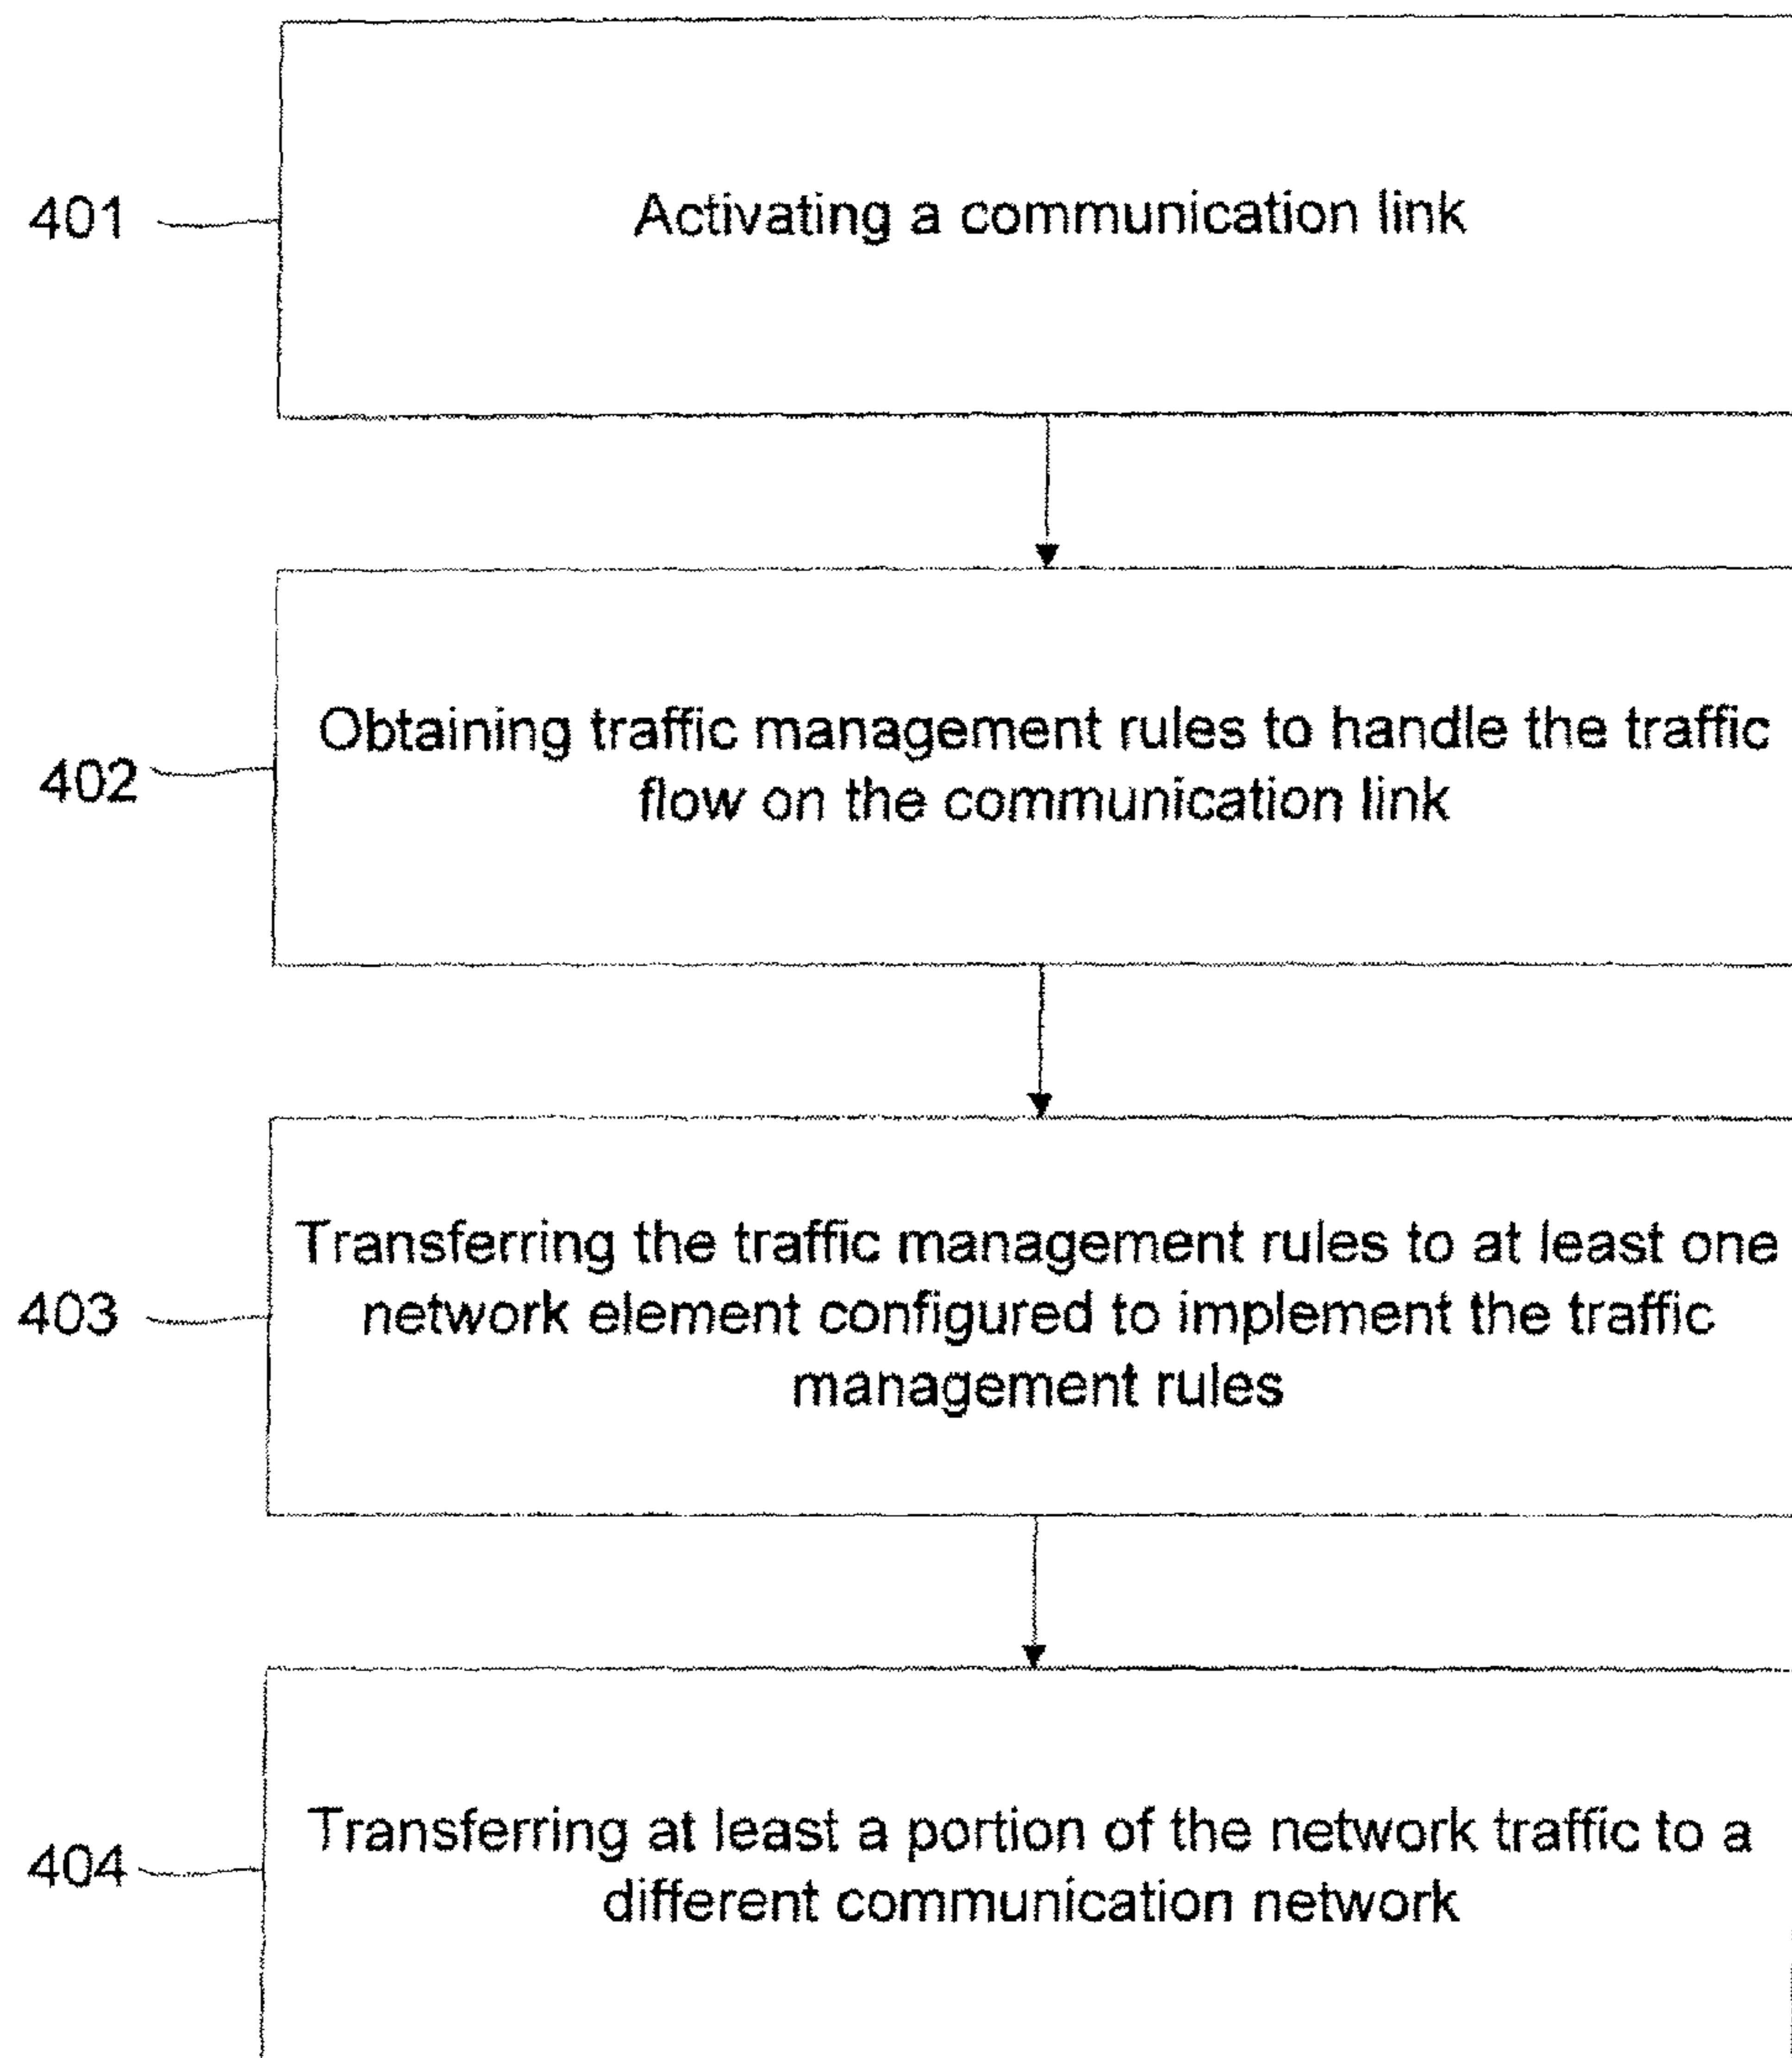 401
Activating a communication link
402
Obtaining traffic management rules to handle the traffic
flow on the communication link
403
Transferring the traffic management rules to at least one
network element configured to implement the traffic
management rules
404
Transferring at least a portion of the network traffic to a
different communication network